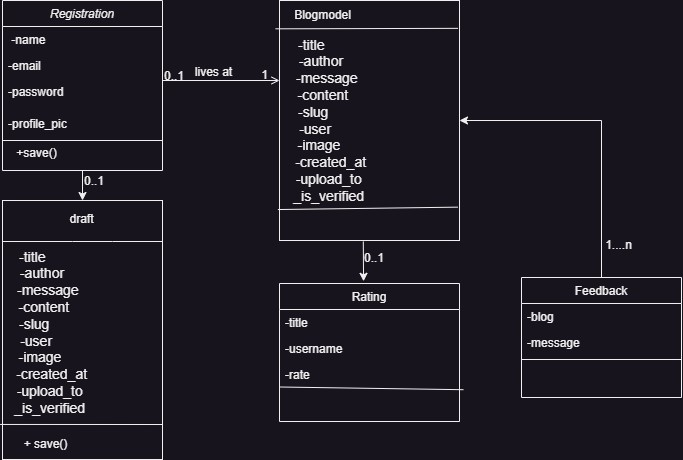 Registration
-name
-email
-password
-profile_pic
+save()
0..1
lives at
1
Blogmodel
-title
-author
-message
-content
-slug
-user
-image
-created_at
-upload_to
_is_verified
0..1
draft
-title
-author
-message
-content
-slug
-user
-image
-created_at
-upload_to
_is_verified
+ save()
0..1
Rating
-title
-username
-rate
1....n
Feedback
-blog
-message